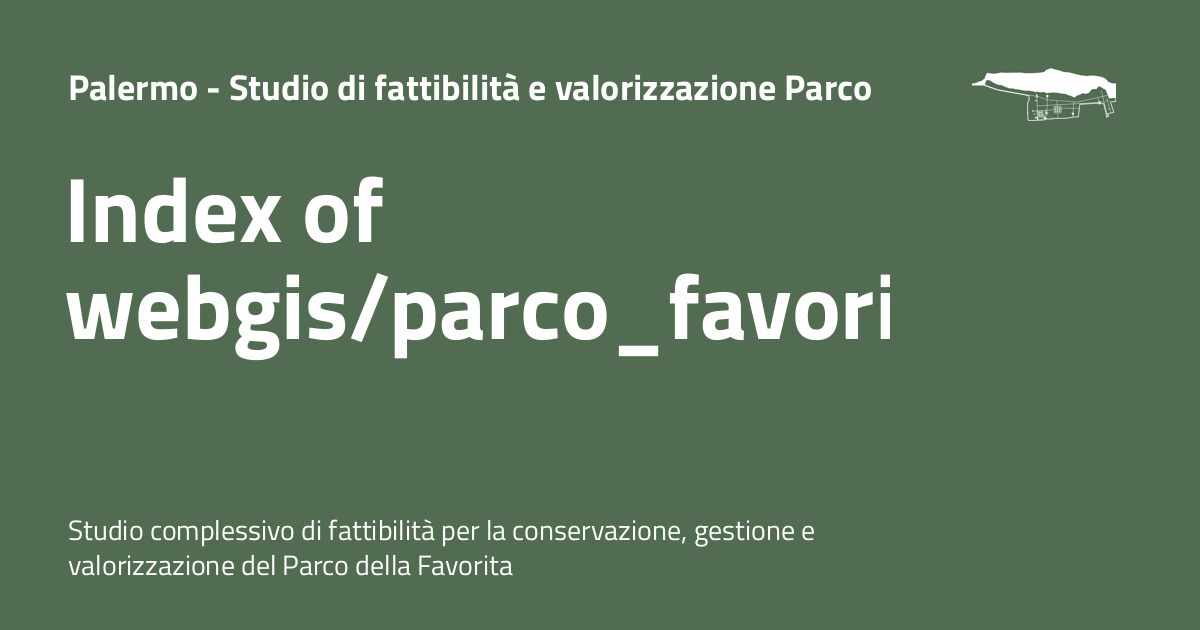 Palermo - Studio di fattibilità e valorizzazione Parco
Index of
webgis/parco_favori
Studio complessivo di fattibilità per la conservazione, gestione e
valorizzazione del Parco della Favorita